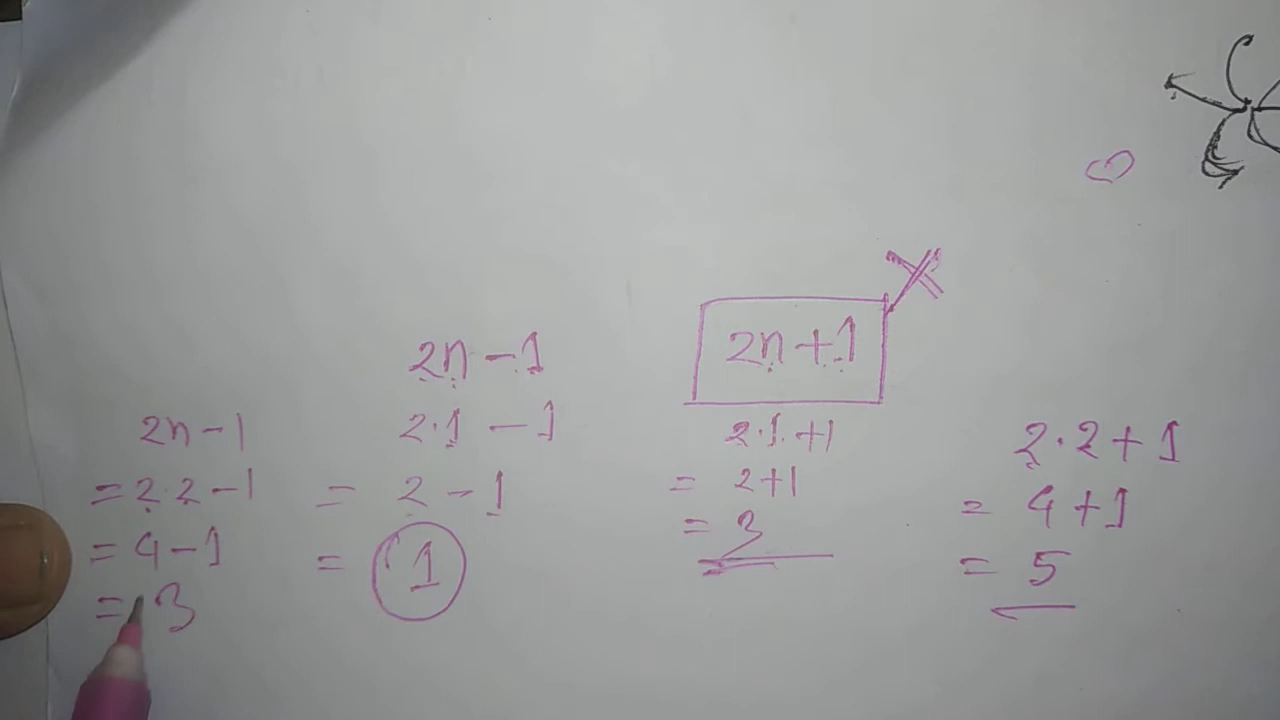 2n - 1
= 2·2 - 1
= 4 - 1
= 3
2n - 1
2·1 - 1
= 2 - 1
= 1
2n + 1
2·1 + 1
= 2 + 1
= 3
2·2 + 1
= 4 + 1
= 5